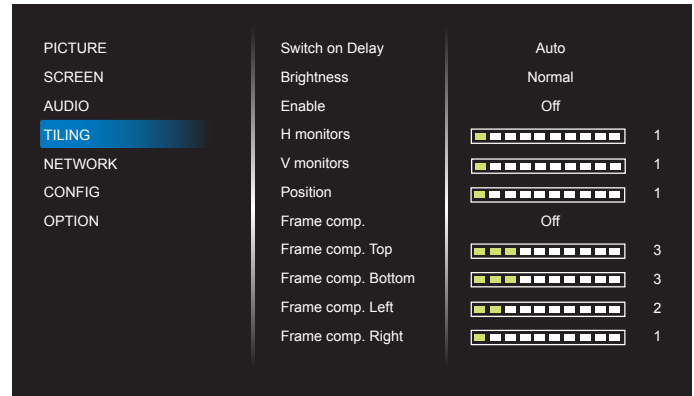 PICTURE
SCREEN
AUDIO
TILING
NETWORK
CONFIG
OPTION
Switch on Delay Auto
Brightness Normal
Enable Off
H monitors 1
V monitors 1
Position 1
Frame comp. Off
Frame comp. Top 3
Frame comp. Bottom 3
Frame comp. Left 2
Frame comp. Right 1